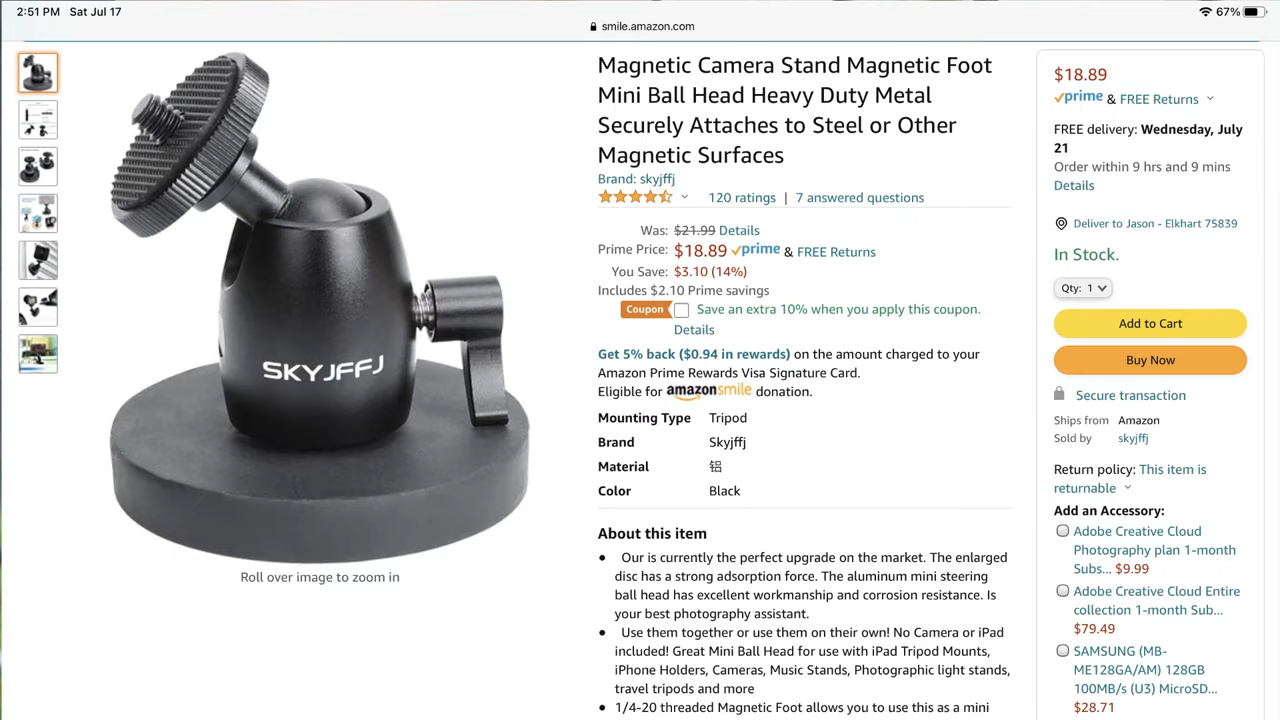 2:51 PM Sat Jul 17
67%
smile.amazon.com
SKYJFFJ
Roll over image to zoom in
Magnetic Camera Stand Magnetic Foot
Mini Ball Head Heavy Duty Metal
Securely Attaches to Steel or Other
Magnetic Surfaces
Brand: skyjffj
120 ratings | 7 answered questions
Was: $21.99 Details
Prime Price: $18.89 prime & FREE Returns
You Save: $3.10 (14%)
Includes $2.10 Prime savings
Coupon Save an extra 10% when you apply this coupon.
Details
Get 5% back ($0.94 in rewards) on the amount charged to your
Amazon Prime Rewards Visa Signature Card.
Eligible for amazonsmile donation.
Mounting Type Tripod
Brand Skyjffj
Material 铝
Color Black
About this item
• Our is currently the perfect upgrade on the market. The enlarged
disc has a strong adsorption force. The aluminum mini steering
ball head has excellent workmanship and corrosion resistance. Is
your best photography assistant.
• Use them together or use them on their own! No Camera or iPad
included! Great Mini Ball Head for use with iPad Tripod Mounts,
iPhone Holders, Cameras, Music Stands, Photographic light stands,
travel tripods and more
• 1/4-20 threaded Magnetic Foot allows you to use this as a mini
$18.89
prime & FREE Returns
FREE delivery: Wednesday, July
21
Order within 9 hrs and 9 mins
Details
Deliver to Jason - Elkhart 75839
In Stock.
Qty: 1
Add to Cart
Buy Now
Secure transaction
Ships from Amazon
Sold by skyjffj
Return policy: This item is
returnable
Add an Accessory:
Adobe Creative Cloud
Photography plan 1-month
Subs... $9.99
Adobe Creative Cloud Entire
collection 1-month Sub...
$79.49
SAMSUNG (MB-
ME128GA/AM) 128GB
100MB/s (U3) MicroSD...
$28.71